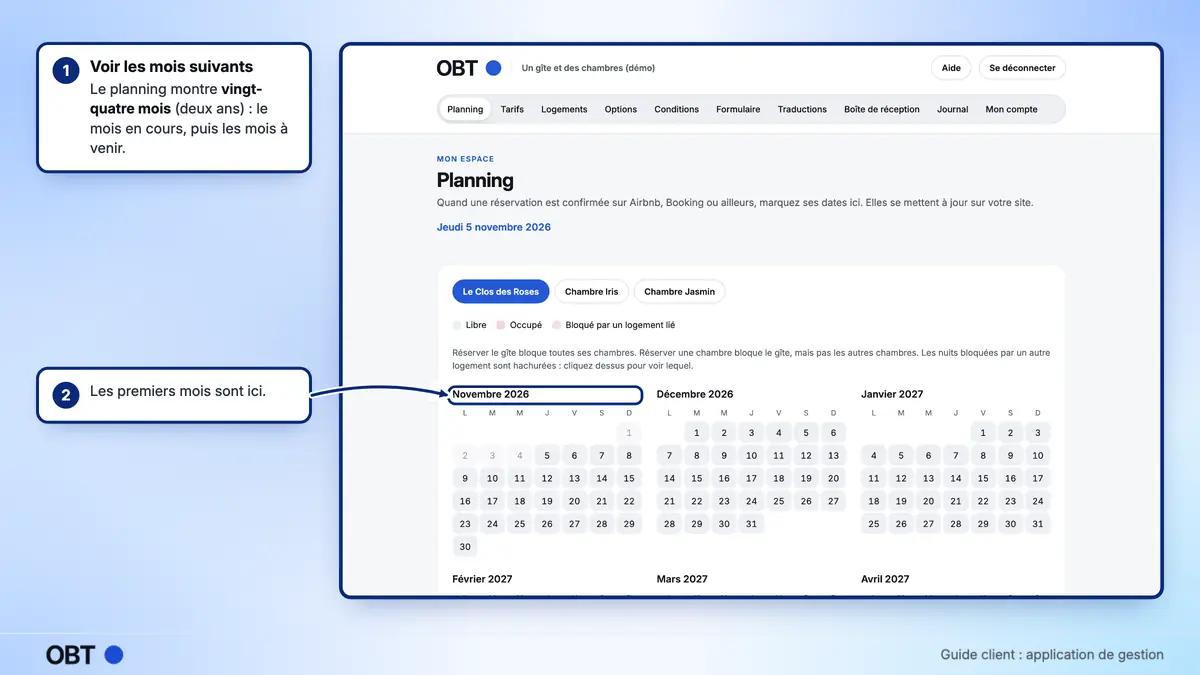 1
Voir les mois suivants
Le planning montre vingt-
quatre mois (deux ans) : le
mois en cours, puis les mois à
venir.
2
Les premiers mois sont ici.
OBT
Un gîte et des chambres (démo)
Aide
Se déconnecter
Planning Tarifs Logements Options Conditions Formulaire Traductions Boîte de réception Journal Mon compte
MON ESPACE
Planning
Quand une réservation est confirmée sur Airbnb, Booking ou ailleurs, marquez ses dates ici. Elles se mettent à jour sur votre site.
Jeudi 5 novembre 2026
Le Clos des Roses Chambre Iris Chambre Jasmin
Libre Occupé Bloqué par un logement lié
Réserver le gîte bloque toutes ses chambres. Réserver une chambre bloque le gîte, mais pas les autres chambres. Les nuits bloquées par un autre
logement sont hachurées : cliquez dessus pour voir lequel.
Novembre 2026
L M M J V S D
1
2 3 4 5 6 7 8
9 10 11 12 13 14 15
16 17 18 19 20 21 22
23 24 25 26 27 28 29
30
Décembre 2026
L M M J V S D
1 2 3 4 5 6
7 8 9 10 11 12 13
14 15 16 17 18 19 20
21 22 23 24 25 26 27
28 29 30 31
Janvier 2027
L M M J V S D
1 2 3
4 5 6 7 8 9 10
11 12 13 14 15 16 17
18 19 20 21 22 23 24
25 26 27 28 29 30 31
Février 2027
Mars 2027
Avril 2027
OBT
Guide client : application de gestion